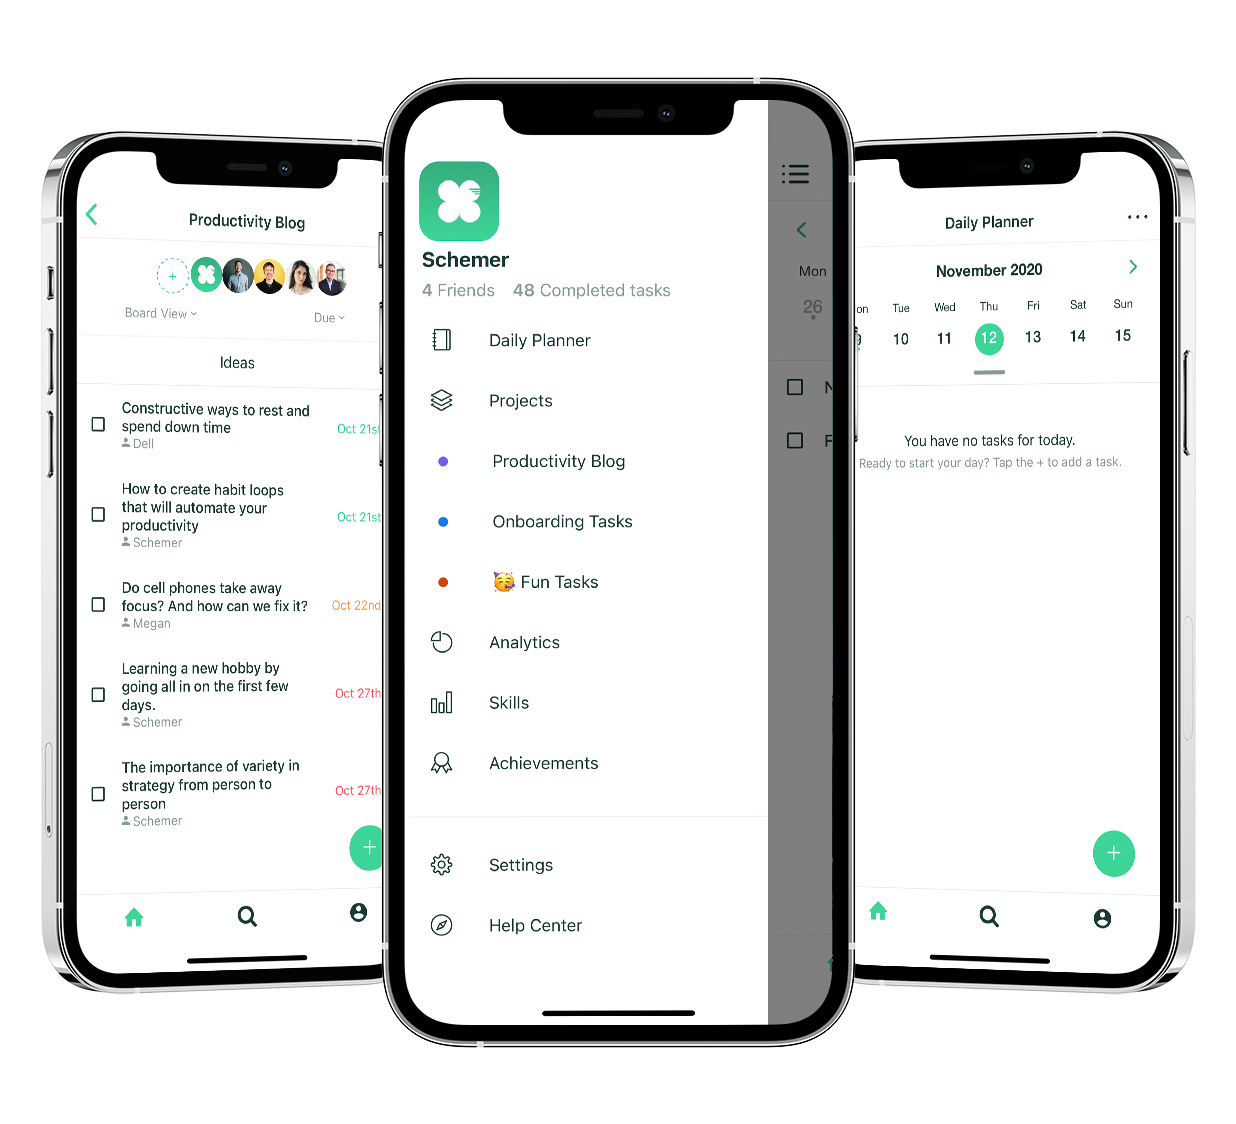 Productivity Blog
Board View
Due
Ideas
Constructive ways to rest and
spend down time
Dell
Oct 21st
How to create habit loops
that will automate your
productivity
Schemer
Oct 21st
Do cell phones take away
focus? And how can we fix it?
Megan
Oct 22nd
Learning a new hobby by
going all in on the first few
days.
Schemer
Oct 27th
The importance of variety in
strategy from person to
person
Schemer
Oct 27th
Schemer
4 Friends 48 Completed tasks
Daily Planner
Projects
Productivity Blog
Onboarding Tasks
🥳 Fun Tasks
Analytics
Skills
Achievements
Settings
Help Center
Mon
26
Daily Planner
November 2020
on Tue Wed Thu Fri Sat Sun
10 11 12 13 14 15
You have no tasks for today.
Ready to start your day? Tap the + to add a task.